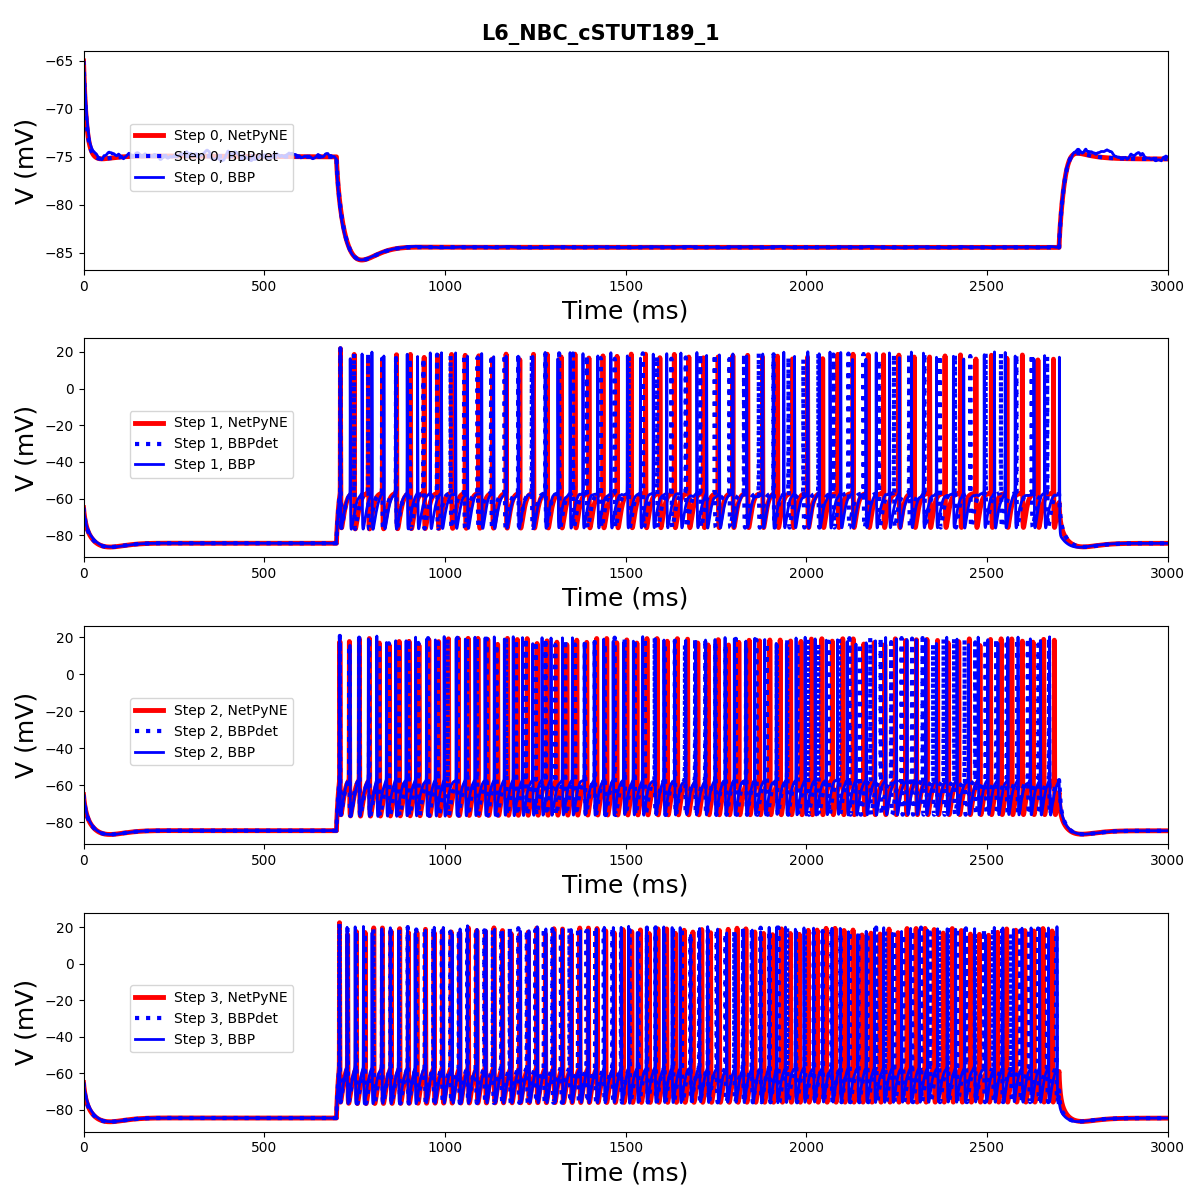 L6_NBC_cSTUT189_1
V (mV)
−65
−70
−75
−80
−85
Step 0, NetPyNE
Step 0, BBPdet
Step 0, BBP
0 500 1000 1500 2000 2500 3000
Time (ms)
V (mV)
20
0
−20
−40
−60
−80
Step 1, NetPyNE
Step 1, BBPdet
Step 1, BBP
0 500 1000 1500 2000 2500 3000
Time (ms)
V (mV)
20
0
−20
−40
−60
−80
Step 2, NetPyNE
Step 2, BBPdet
Step 2, BBP
0 500 1000 1500 2000 2500 3000
Time (ms)
V (mV)
20
0
−20
−40
−60
−80
Step 3, NetPyNE
Step 3, BBPdet
Step 3, BBP
0 500 1000 1500 2000 2500 3000
Time (ms)